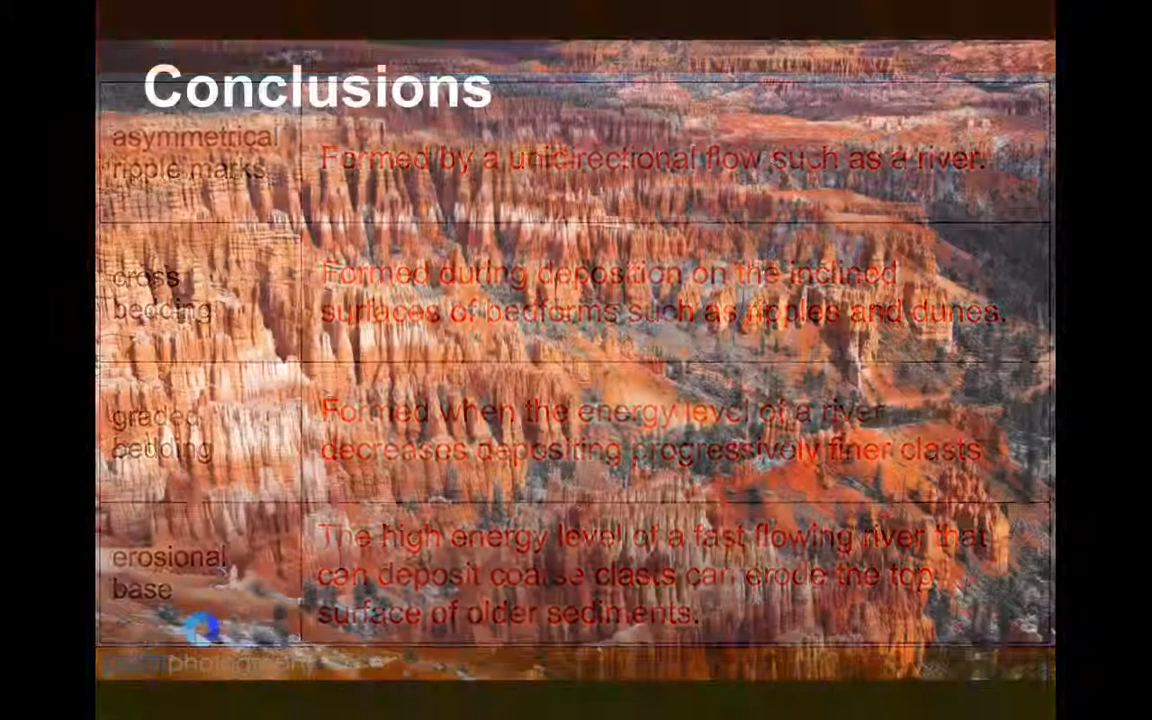 Conclusions
asymmetrical
ripple marks
Formed by a unidirectional flow such as a river.
cross
bedding
Formed during deposition on the inclined
surfaces of bedforms such as ripples and dunes.
graded
bedding
Formed when the energy level of a river
decreases depositing progressively finer clasts
erosional
base
The high energy level of a fast flowing river that
can deposit coarse clasts can erode the top
surface of older sediments.
photography